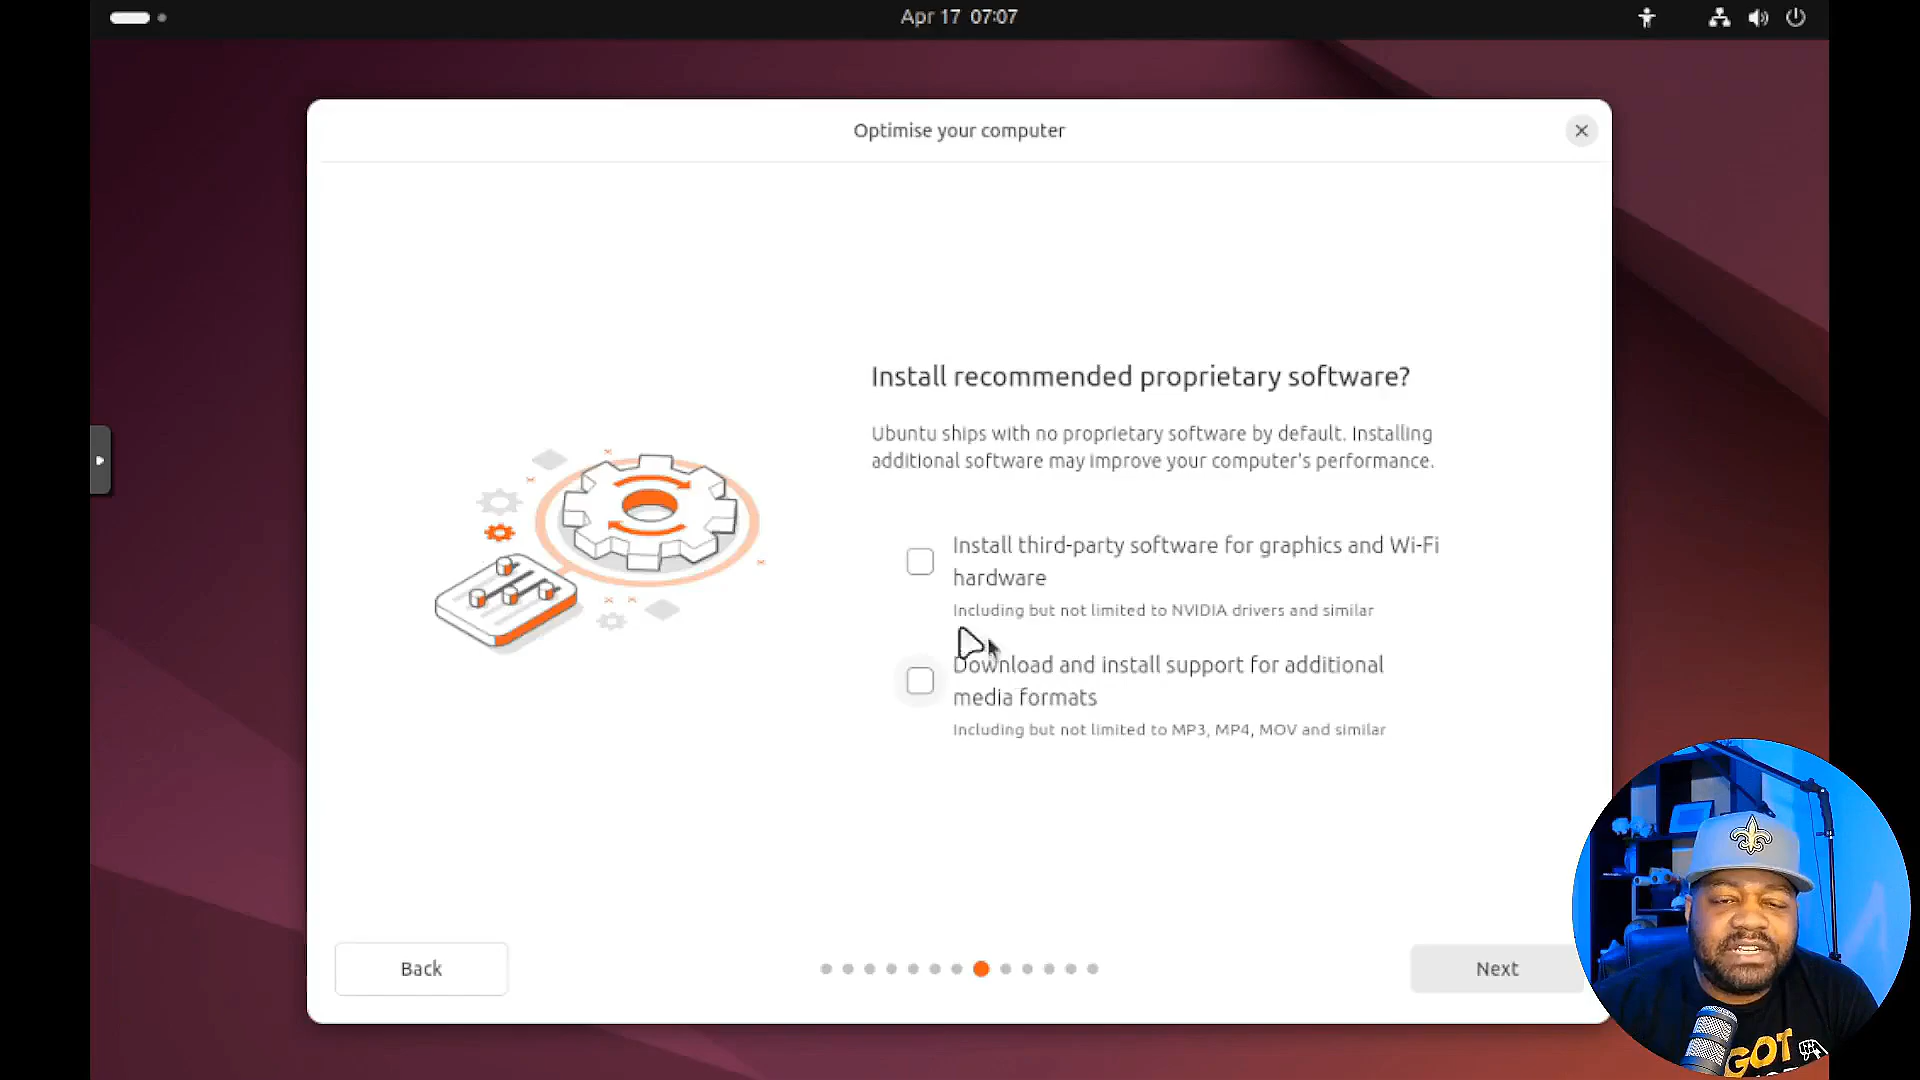 Apr 17 07:07
Optimise your computer
Install recommended proprietary software?
Ubuntu ships with no proprietary software by default. Installing
additional software may improve your computer's performance.
Install third-party software for graphics and Wi-Fi
hardware
Including but not limited to NVIDIA drivers and similar
Download and install support for additional
media formats
Including but not limited to MP3, MP4, MOV and similar
Back
Next
GOT